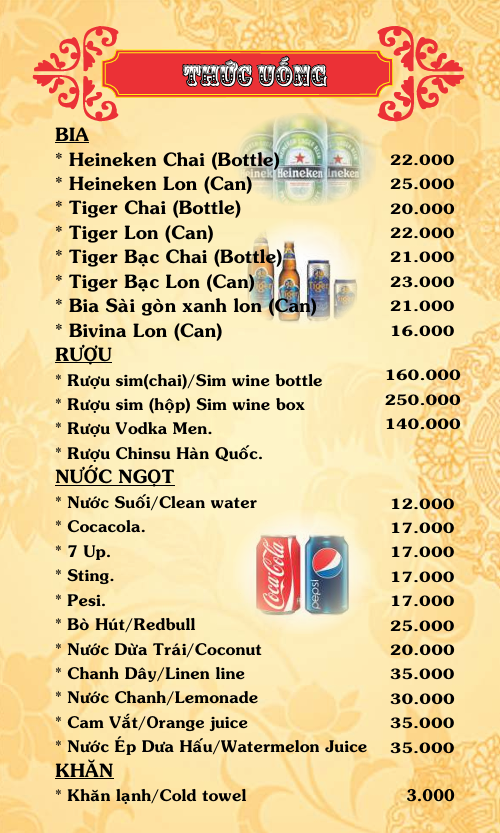 THỨC UỐNG
BIA
* Heineken Chai (Bottle) 22.000
* Heineken Lon (Can) 25.000
* Tiger Chai (Bottle) 20.000
* Tiger Lon (Can) 22.000
* Tiger Bạc Chai (Bottle) 21.000
* Tiger Bạc Lon (Can) 23.000
* Bia Sài gòn xanh lon (Can) 21.000
* Bivina Lon (Can) 16.000
RƯỢU
* Rượu sim(chai)/Sim wine bottle 160.000
* Rượu sim (hộp) Sim wine box 250.000
* Rượu Vodka Men. 140.000
* Rượu Chinsu Hàn Quốc.
NƯỚC NGỌT
* Nước Suối/Clean water 12.000
* Cocacola. 17.000
* 7 Up. 17.000
* Sting. 17.000
* Pesi. 17.000
* Bò Hút/Redbull 25.000
* Nước Dừa Trái/Coconut 20.000
* Chanh Dây/Linen line 35.000
* Nước Chanh/Lemonade 30.000
* Cam Vắt/Orange juice 35.000
* Nước Ép Dưa Hấu/Watermelon Juice 35.000
KHĂN
* Khăn lạnh/Cold towel 3.000
Heineken
Tiger
Coca-Cola
pepsi